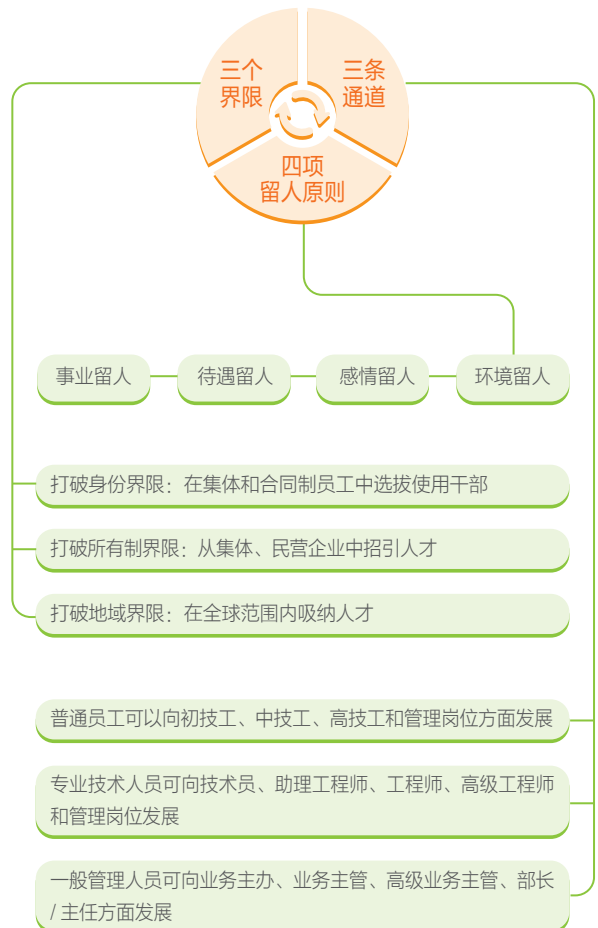 三个
界限
三条
通道
四项
留人原则
事业留人
待遇留人
感情留人
环境留人
打破身份界限：在集体和合同制员工中选拔使用干部
打破所有制界限：从集体、民营企业中招引人才
打破地域界限：在全球范围内吸纳人才
普通员工可以向初技工、中技工、高技工和管理岗位方面发展
专业技术人员可向技术员、助理工程师、工程师、高级工程师
和管理岗位发展
一般管理人员可向业务主办、业务主管、高级业务主管、部长
/ 主任方面发展